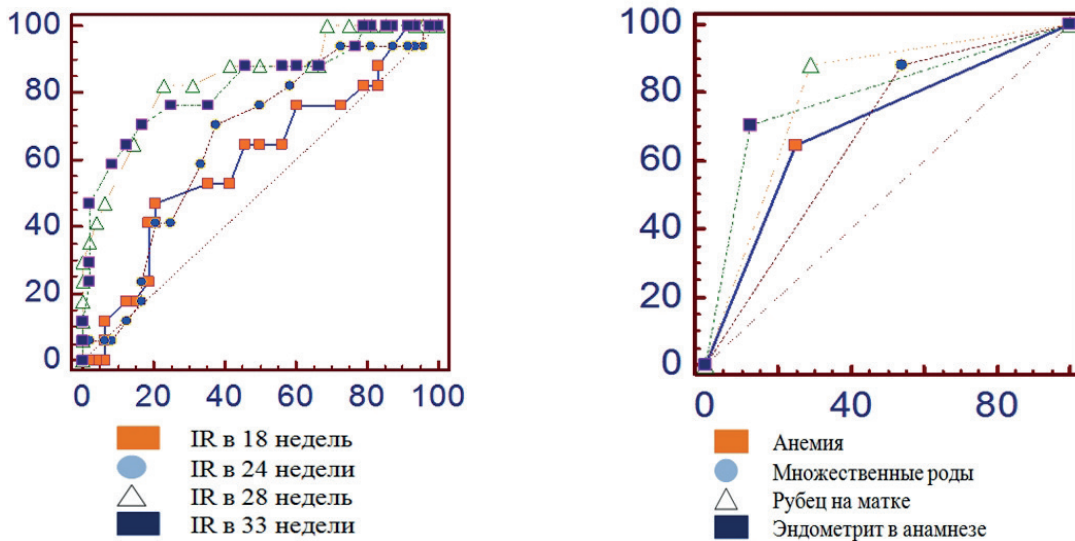 100
80
60
40
20
0
0 20 40 60 80 100
IR в 18 недель
IR в 24 недели
IR в 28 недель
IR в 33 недели
100
80
60
40
20
0
0 40 80
Анемия
Множественные роды
Рубец на матке
Эндометрит в анамнезе